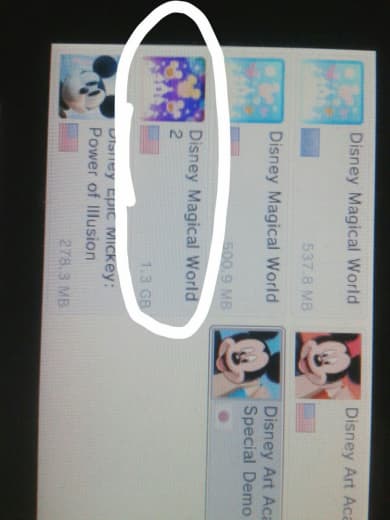 Disney Magical World
537.8 MB
Disney Art Aca
Disney Magical World
500.9 MB
Disney Art Aca
Special Demo
Disney Magical World
2
1.3 GB
Disney Epic Mickey:
Power of Illusion
278.3 MB